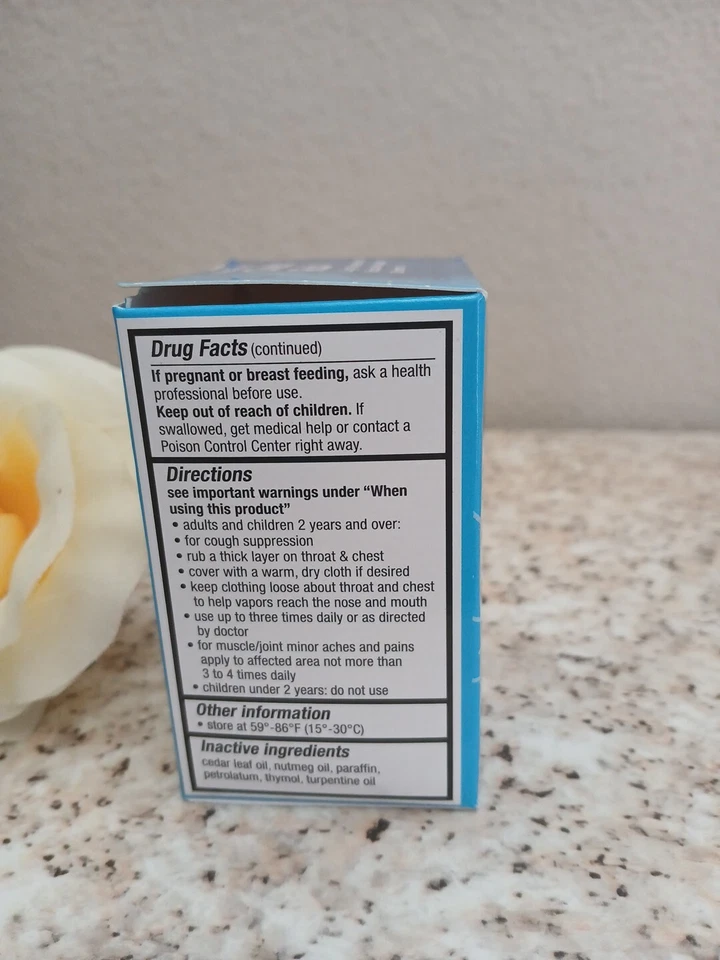 Drug Facts (continued)
If pregnant or breast feeding, ask a health
professional before use.
Keep out of reach of children. If
swallowed, get medical help or contact a
Poison Control Center right away.
Directions
see important warnings under “When
using this product”
• adults and children 2 years and over:
• for cough suppression
• rub a thick layer on throat & chest
• cover with a warm, dry cloth if desired
• keep clothing loose about throat and chest
to help vapors reach the nose and mouth
• use up to three times daily or as directed
by doctor
• for muscle/joint minor aches and pains
apply to affected area not more than
3 to 4 times daily
• children under 2 years: do not use
Other information
• store at 59°-86°F (15°-30°C)
Inactive ingredients
cedar leaf oil, nutmeg oil, paraffin,
petrolatum, thymol, turpentine oil